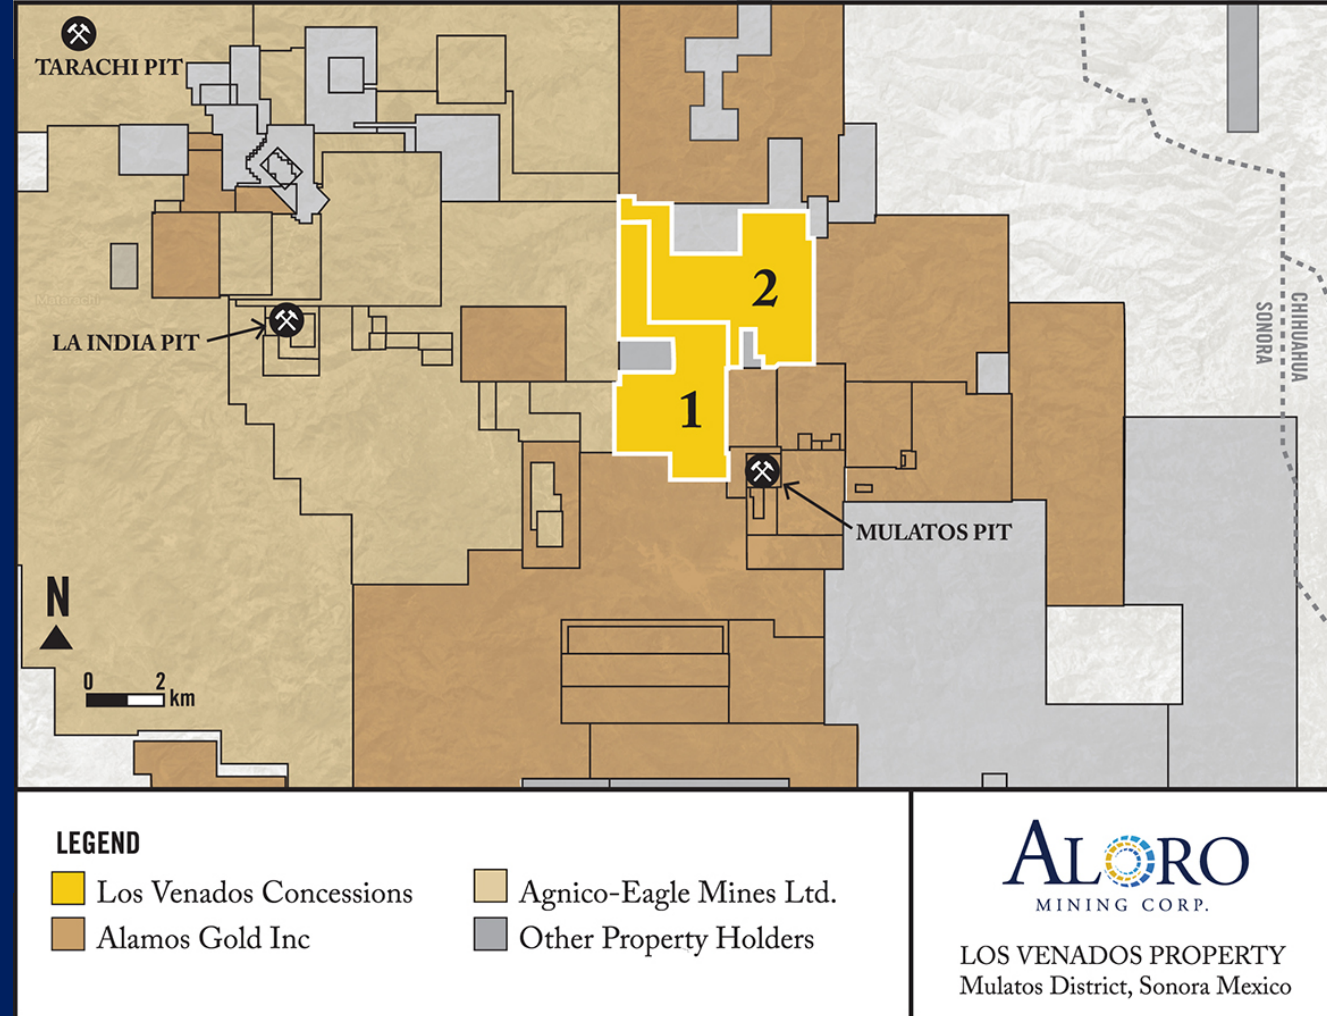 TARACHI PIT
Matarachi
LA INDIA PIT
2
1
MULATOS PIT
CHIHUAHUA
SONORA
N
0 2 km
LEGEND
Los Venados Concessions
Alamos Gold Inc
Agnico-Eagle Mines Ltd.
Other Property Holders
ALORO
MINING CORP.
LOS VENADOS PROPERTY
Mulatos District, Sonora Mexico